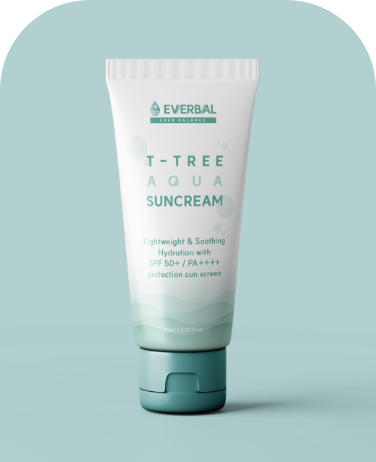 EVERBAL
EVER BALANCE
T-TREE
AQUA
SUNCREAM
Lightweight & Soothing
Hydration with
SPF 50+ / PA++++
protection sun screen